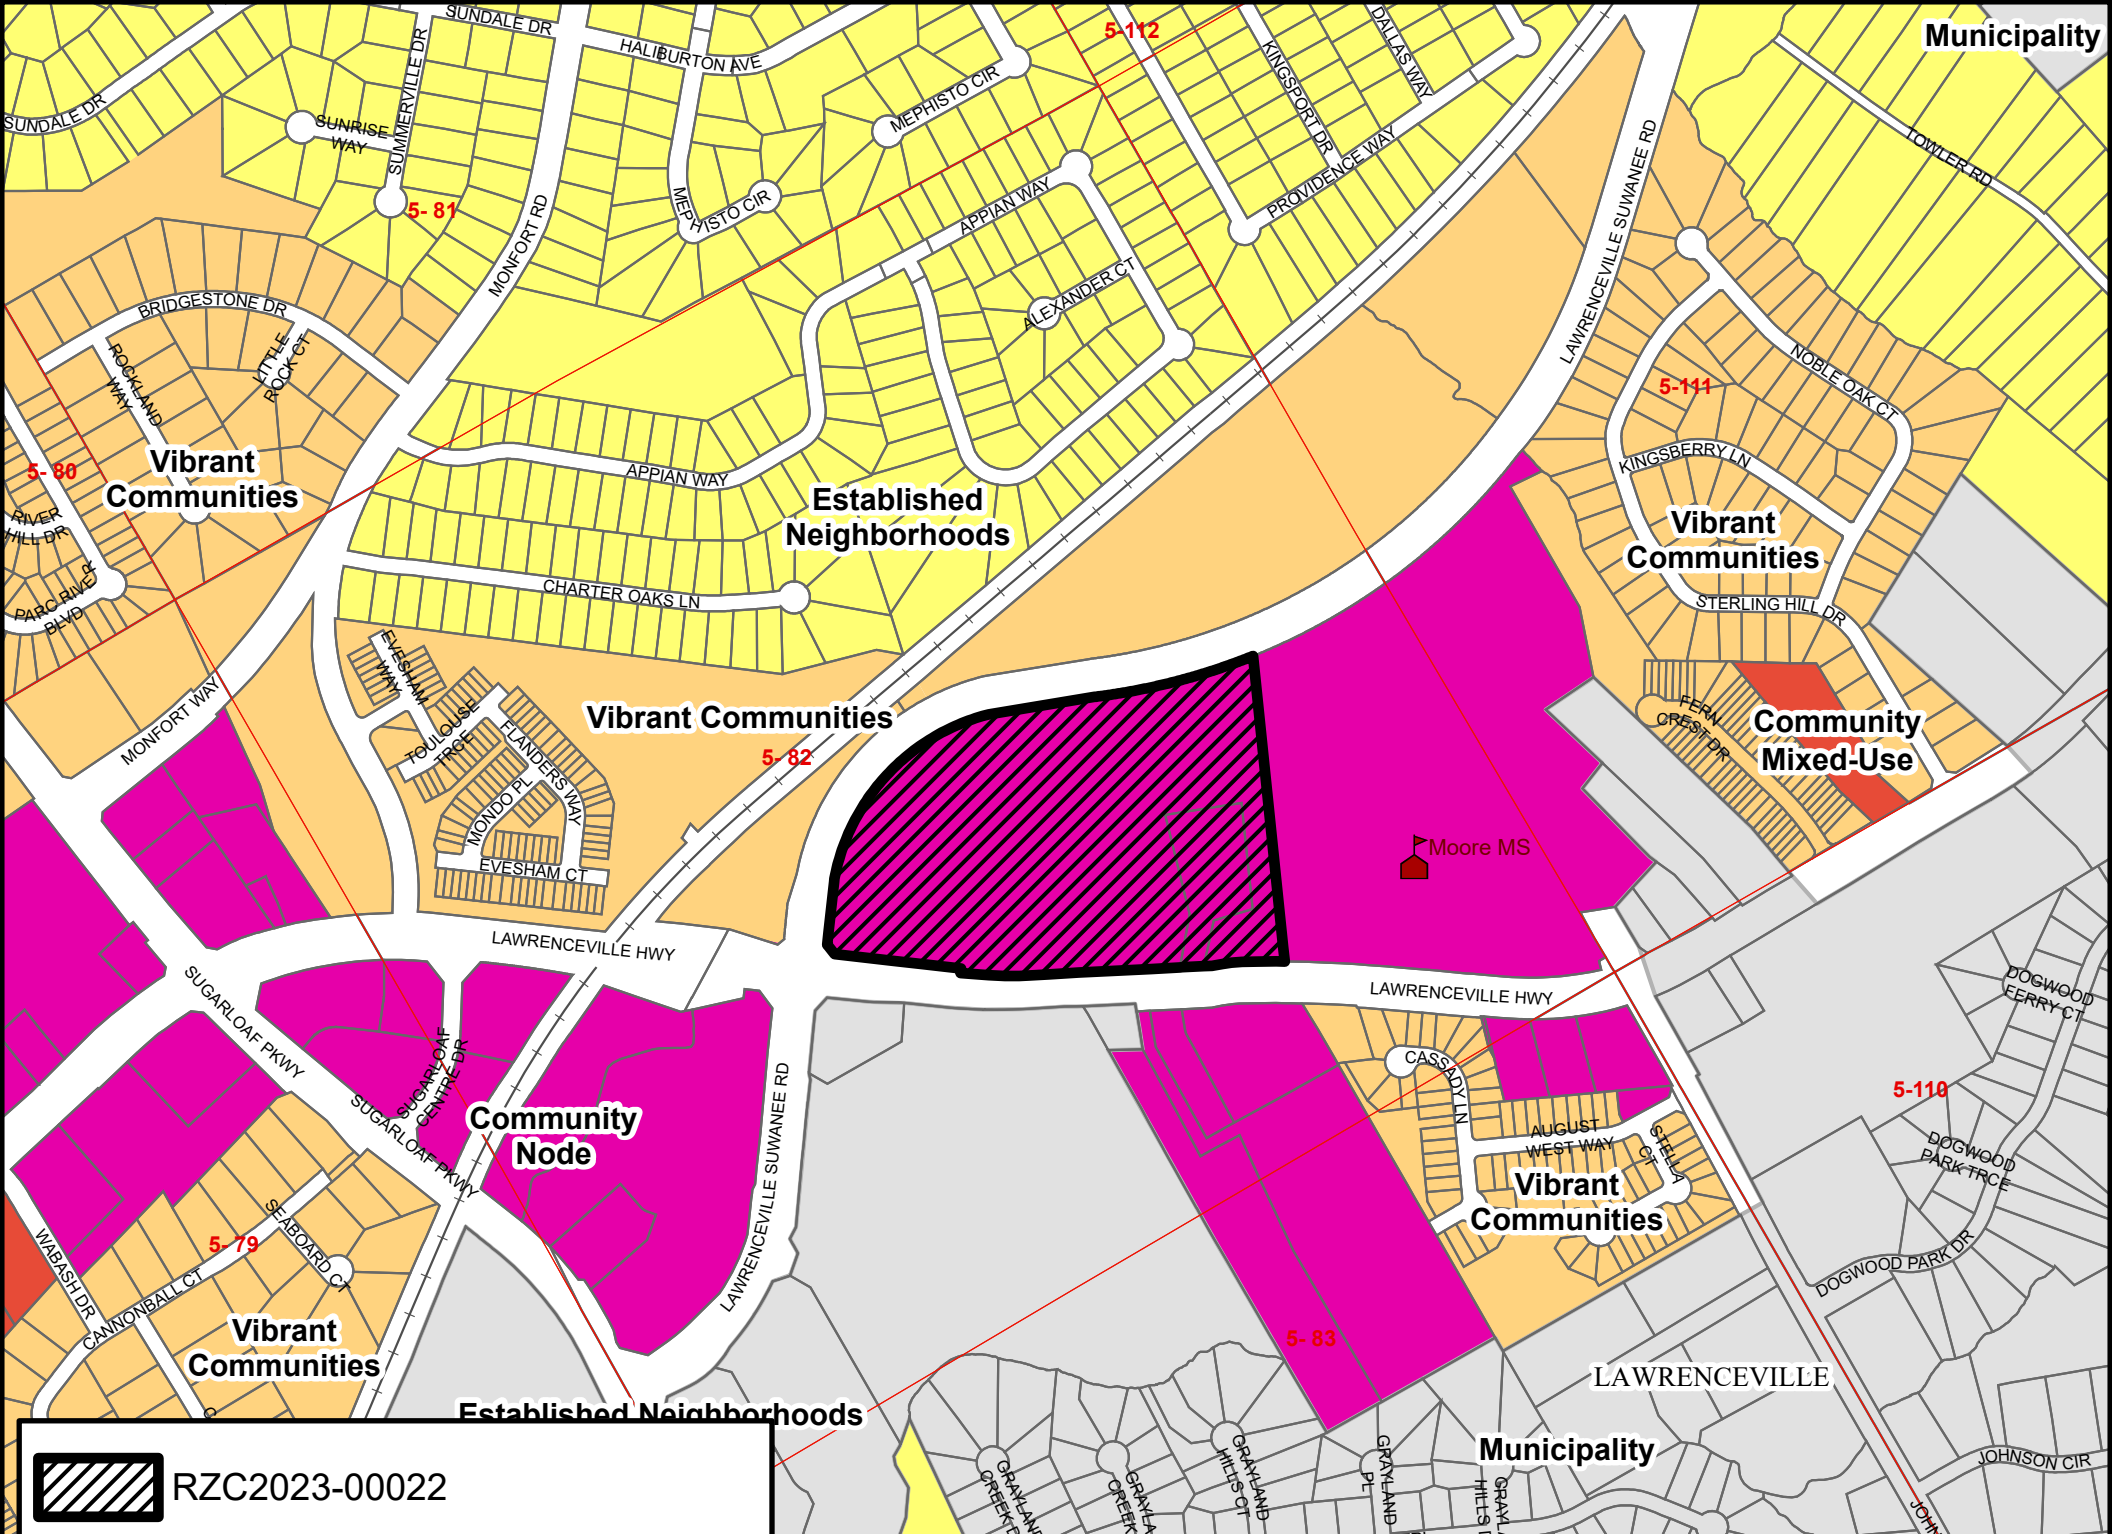 SUNDALE DR
HALIBURTON AVE
5-112
DALLAS WAY
KINGSPORT DR
Municipality
SUNDALE DR
SUMMERVILLE DR
SUNRISE
WAY
MEPHISTO CIR
TOWLER RD
PROVIDENCE WAY
LAWRENCEVILLE SUWANEE RD
5- 81
MEPHISTO CIR
APPIAN WAY
MONFORT RD
ALEXANDER CT
BRIDGESTONE DR
LITTLE
ROCK CT
ROCKLAND
WAY
NOBLE OAK CT
5-111
KINGSBERRY LN
5- 80
Vibrant
Communities
APPIAN WAY
Established
Neighborhoods
RIVER
HILL DR
Vibrant
Communities
CHARTER OAKS LN
PARC RIVER
BLVD
STERLING HILL DR
EVESHAM
WAY
TOULOUSE
TRCE
FLANDERS WAY
Vibrant Communities
5- 82
MONFORT WAY
FERN
CREST DR
Community
Mixed-Use
MONDO PL
EVESHAM CT
Moore MS
LAWRENCEVILLE HWY
LAWRENCEVILLE HWY
SUGARLOAF PKWY
DOGWOOD
FERRY CT
SUGARLOAF
CENTRE DR
SUGARLOAF PKWY
Community
Node
LAWRENCEVILLE SUWANEE RD
CASSADY LN
5-110
AUGUST
WEST WAY
STELLA
CT
DOGWOOD
PARK TRCE
Vibrant
Communities
SEABOARD CT
5- 79
WABASH DR
CANNONBALL CT
DOGWOOD PARK DR
Vibrant
Communities
5- 83
LAWRENCEVILLE
Established Neighborhoods
Municipality
GRAYLAND
HILLS CT
GRAYLAND
PL
JOHNSON CIR
RZC2023-00022